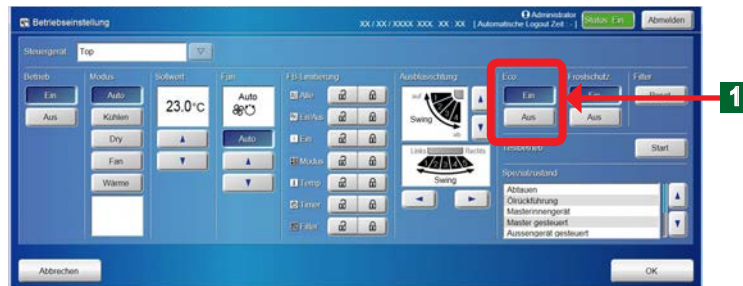 Betriebseinstellung
XX / XX / XXXX XXX XX : XX [ Automatische Logout Zeit : - ]
Administrator
Status: Ein
Abmelden
Steuergerät Top
Betrieb
Ein
Aus
Modus
Auto
Kühlen
Dry
Fan
Wärme
Sollwert
23.0°C
Fan
Auto
Auto
FB-Limitierung
Alle
Ein/Aus
Ein
Modus
Temp
Timer
Filter
Ausblasrichtung
auf
Swing
ab
Links Rechts
Swing
Eco
Ein
Aus
Frostschutz
Ein
Aus
Filter
Reset
1
Testbetrieb
Start
Spezialzustand
Abtauen
Ölrückführung
Masterinnengerät
Master gesteuert
Aussengerät gesteuert
Abbrechen
OK